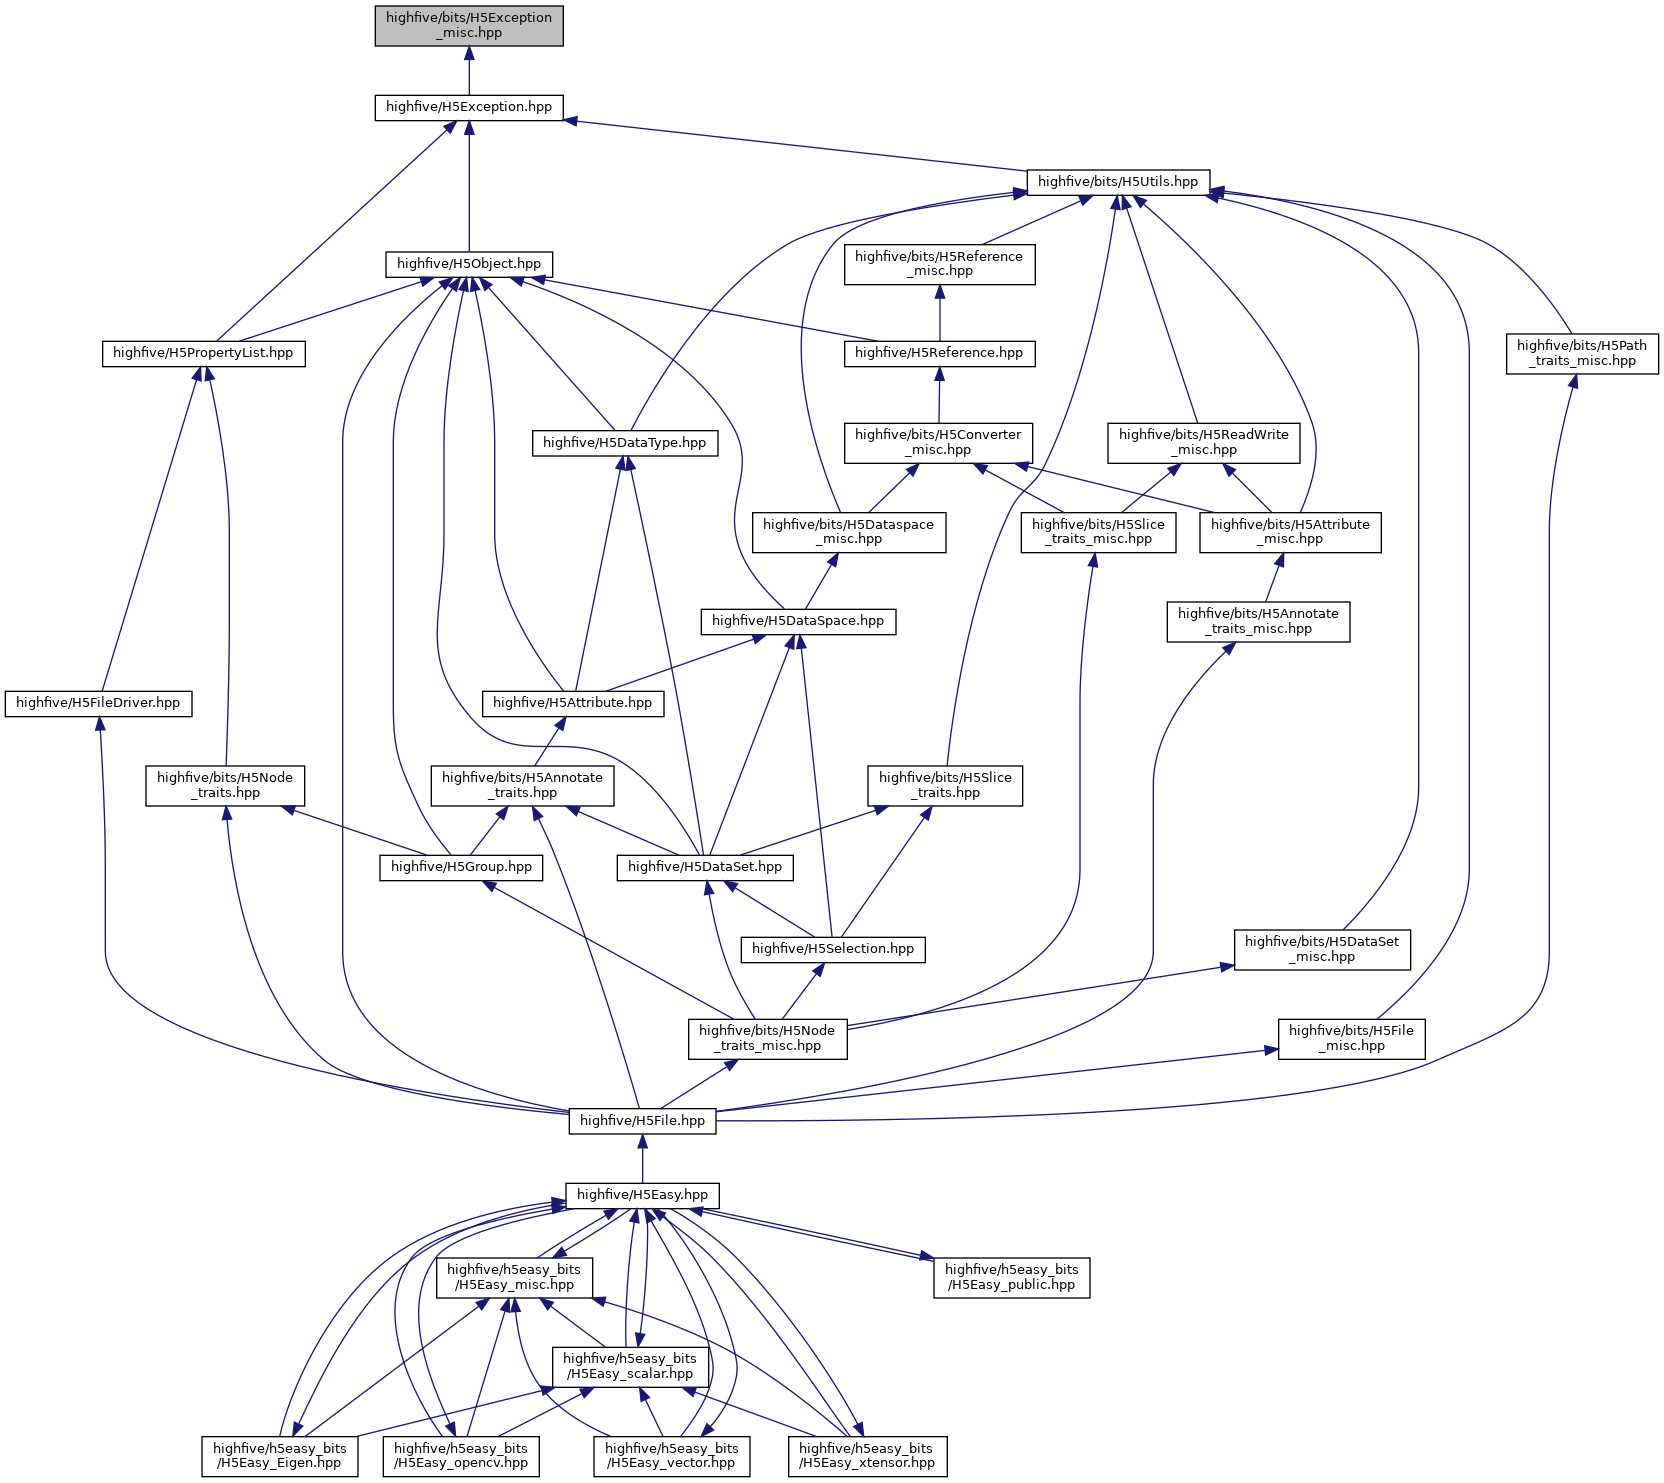 highfive/bits/H5Exception
_misc.hpp
highfive/H5Exception.hpp
highfive/bits/H5Utils.hpp
highfive/H5Object.hpp
highfive/bits/H5Reference
_misc.hpp
highfive/H5PropertyList.hpp
highfive/H5Reference.hpp
highfive/bits/H5Path
_traits_misc.hpp
highfive/H5DataType.hpp
highfive/bits/H5Converter
_misc.hpp
highfive/bits/H5ReadWrite
_misc.hpp
highfive/bits/H5Dataspace
_misc.hpp
highfive/bits/H5Slice
_traits_misc.hpp
highfive/bits/H5Attribute
_misc.hpp
highfive/H5DataSpace.hpp
highfive/bits/H5Annotate
_traits_misc.hpp
highfive/H5FileDriver.hpp
highfive/H5Attribute.hpp
highfive/bits/H5Node
_traits.hpp
highfive/bits/H5Annotate
_traits.hpp
highfive/bits/H5Slice
_traits.hpp
highfive/H5Group.hpp
highfive/H5DataSet.hpp
highfive/H5Selection.hpp
highfive/bits/H5DataSet
_misc.hpp
highfive/bits/H5Node
_traits_misc.hpp
highfive/bits/H5File
_misc.hpp
highfive/H5File.hpp
highfive/H5Easy.hpp
highfive/h5easy_bits
/H5Easy_misc.hpp
highfive/h5easy_bits
/H5Easy_public.hpp
highfive/h5easy_bits
/H5Easy_scalar.hpp
highfive/h5easy_bits
/H5Easy_Eigen.hpp
highfive/h5easy_bits
/H5Easy_opencv.hpp
highfive/h5easy_bits
/H5Easy_vector.hpp
highfive/h5easy_bits
/H5Easy_xtensor.hpp